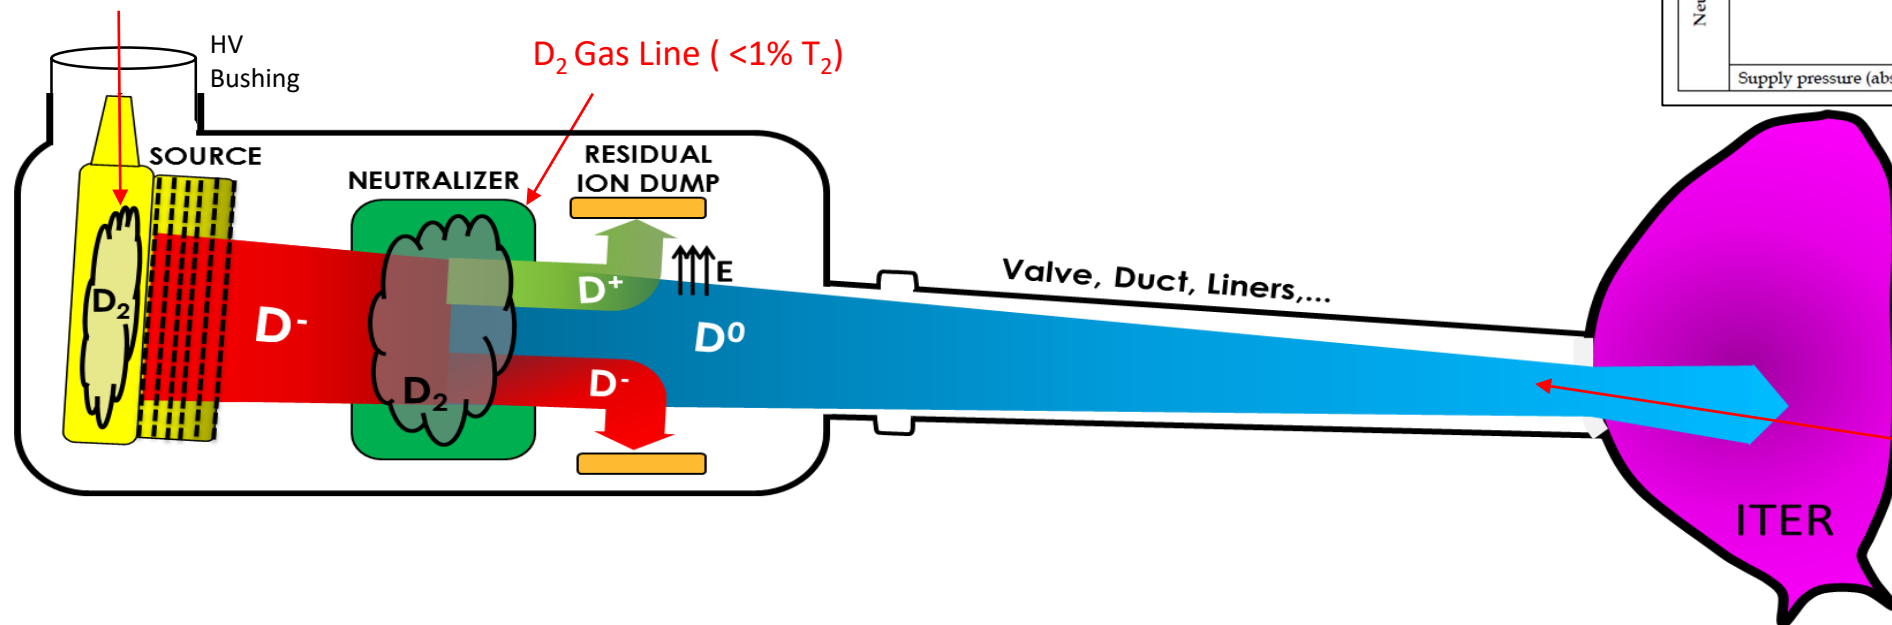 HV
Bushing
D₂ Gas Line ( <1% T₂)
Neu
Supply pressure (abs
SOURCE
NEUTRALIZER
RESIDUAL
ION DUMP
E
D⁺
Valve, Duct, Liners,...
D₂
D⁻
D⁰
D⁻
D₂
ITER